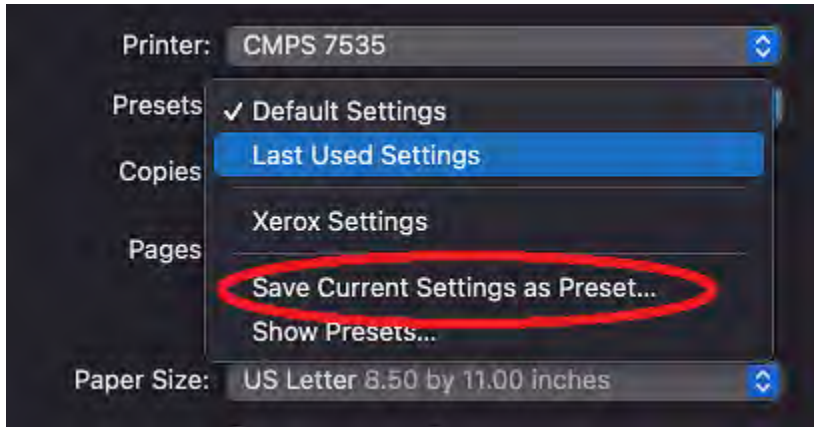 Printer: CMPS 7535
Presets ✓ Default Settings
Last Used Settings
Copies
Xerox Settings
Pages
Save Current Settings as Preset...
Show Presets...
Paper Size: US Letter 8.50 by 11.00 inches